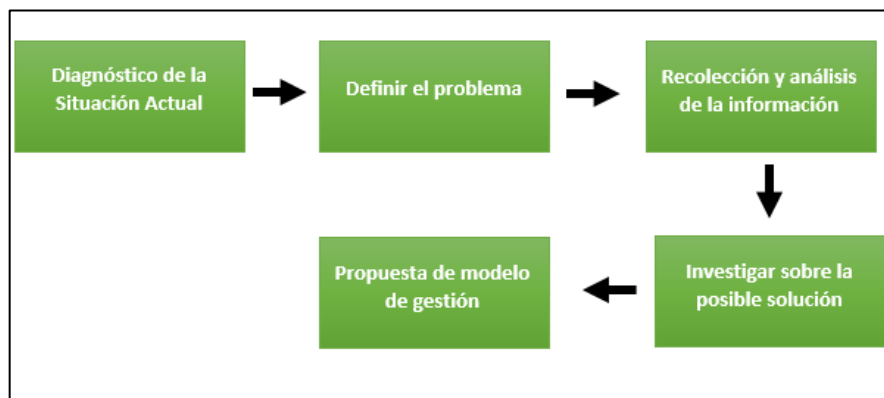 Diagnóstico de la
Situación Actual
Definir el problema
Recolección y análisis
de la información
Investigar sobre la
posible solución
Propuesta de modelo
de gestión